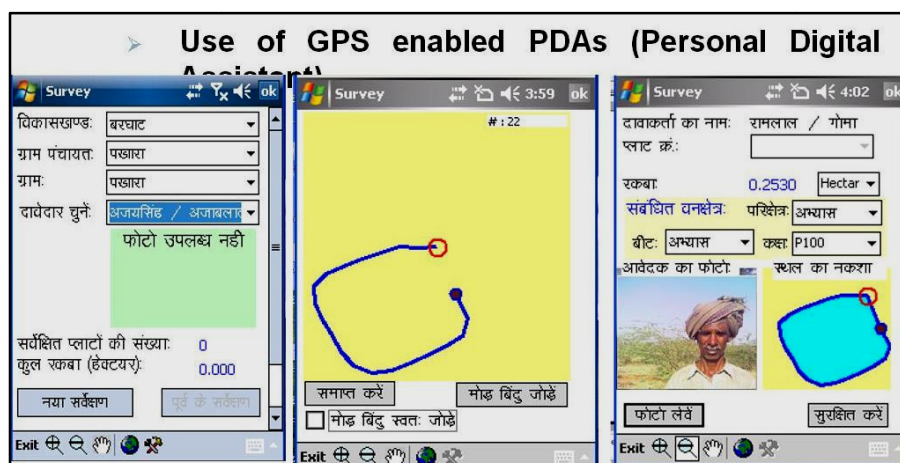 ➢ Use of GPS enabled PDAs (Personal Digital
Assistant)
Survey ok
विकासखण्ड: बरघाट
ग्राम पंचायत: पखारा
ग्राम: पखारा
दावेदार चुनें: अजयसिंह / अजाबलाल
फोटो उपलब्ध नही
सर्वेक्षित प्लाटों की संख्या: 0
कुल रकबा (हेक्टयर): 0.000
नया सर्वेक्षण पूर्व के सर्वेक्षण
Exit
Survey 3:59 ok
#: 22
समाप्त करें मोड़ बिंदु जोड़ें
मोड़ बिंदु स्वत: जोड़ें
Exit
Survey 4:02 ok
दावाकर्ता का नाम: रामलाल / गोमा
प्लाट क्रं.:
रकबा: 0.2530 Hectar
संबंधित वनक्षेत्र: परिक्षेत्र: अभ्यास
बीट: अभ्यास कक्ष: P100
आवेदक का फोटो: स्थल का नकशा
फोटो लेवें सुरक्षित करें
Exit